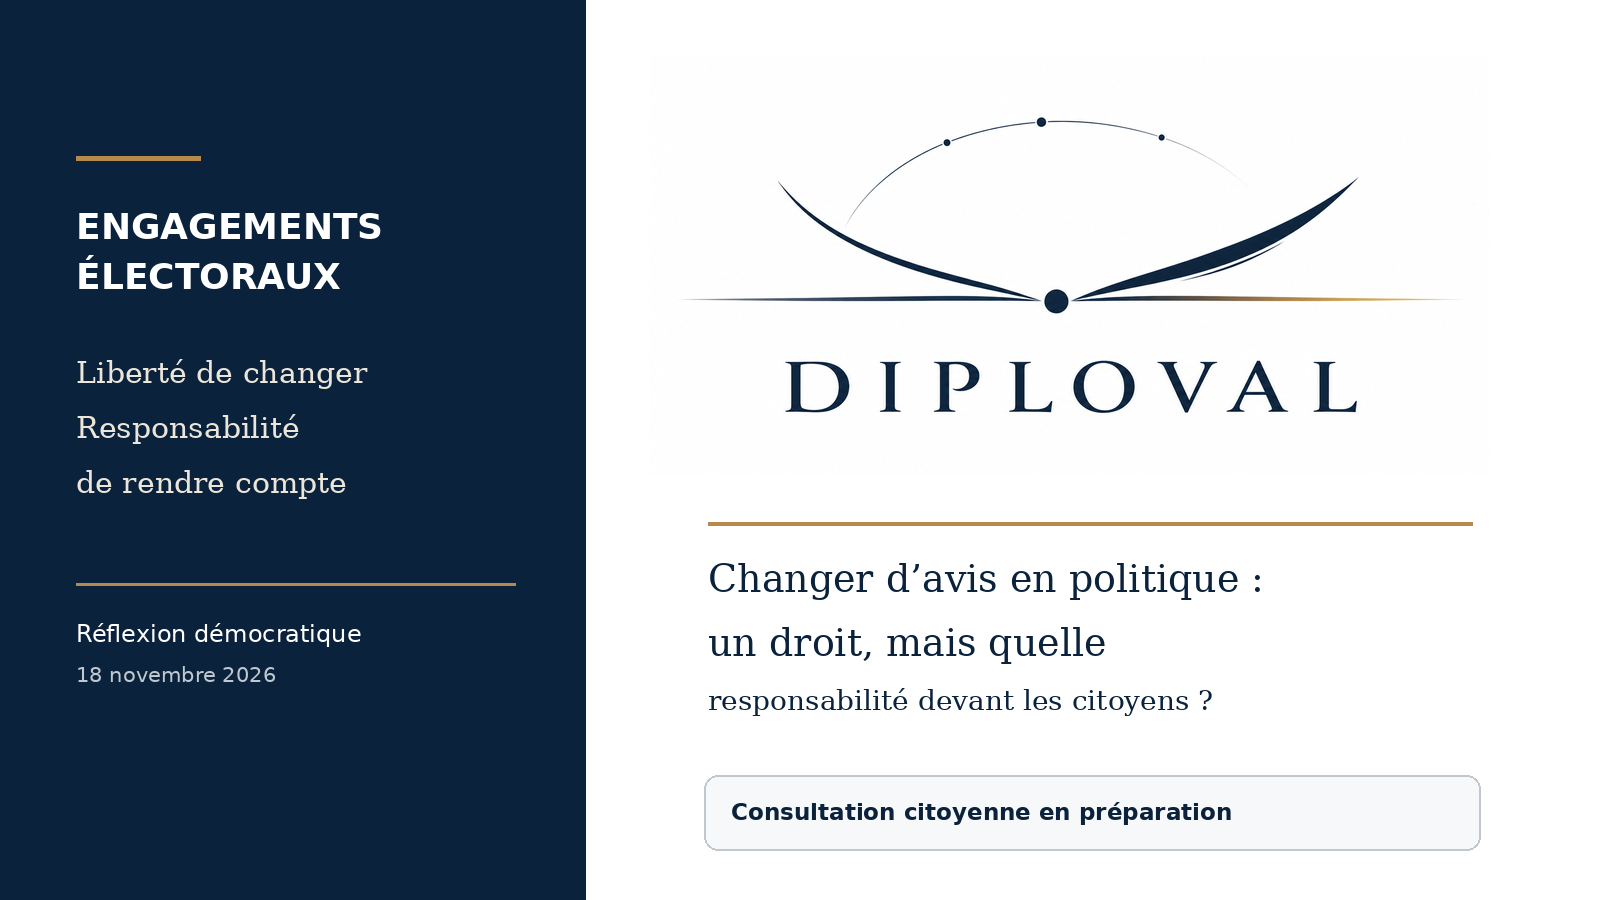 ENGAGEMENTS
ÉLECTORAUX
Liberté de changer
Responsabilité
de rendre compte
Réflexion démocratique
18 novembre 2026
DIPLOVAL
Changer d’avis en politique :
un droit, mais quelle
responsabilité devant les citoyens ?
Consultation citoyenne en préparation